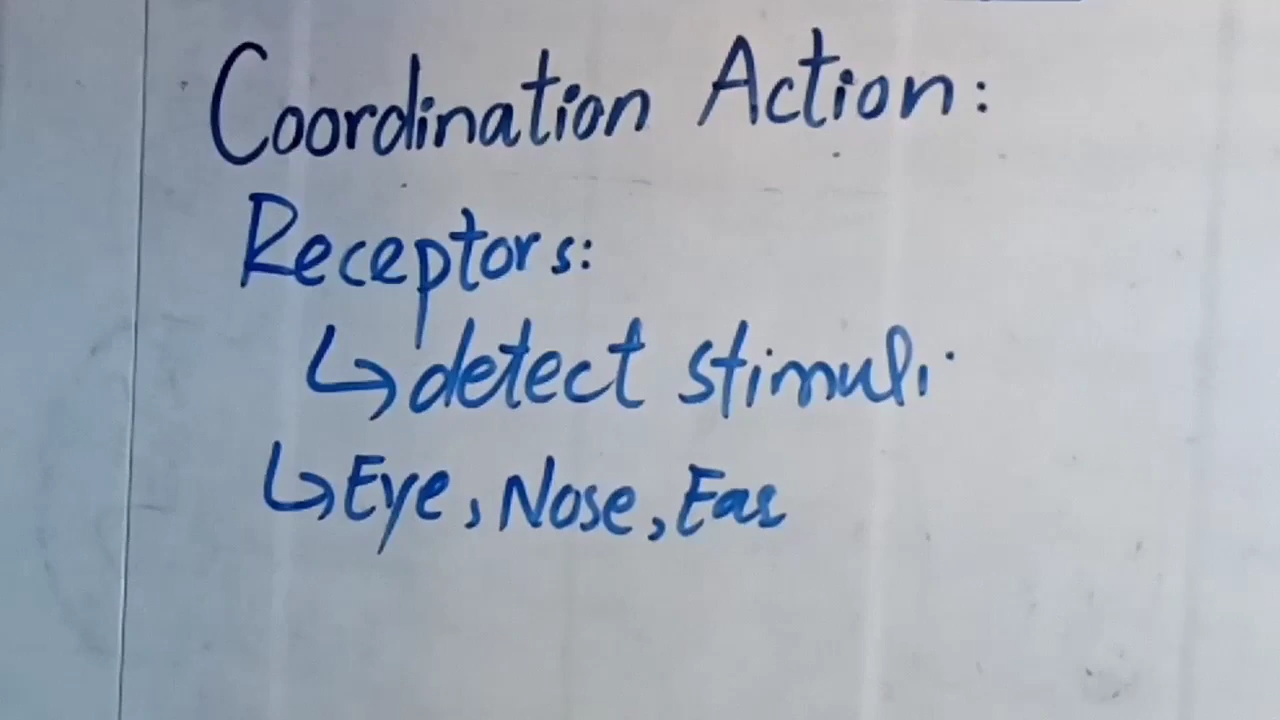 Coordination Action:
Receptors:
↳ detect stimuli
↳ Eye, Nose, Ear